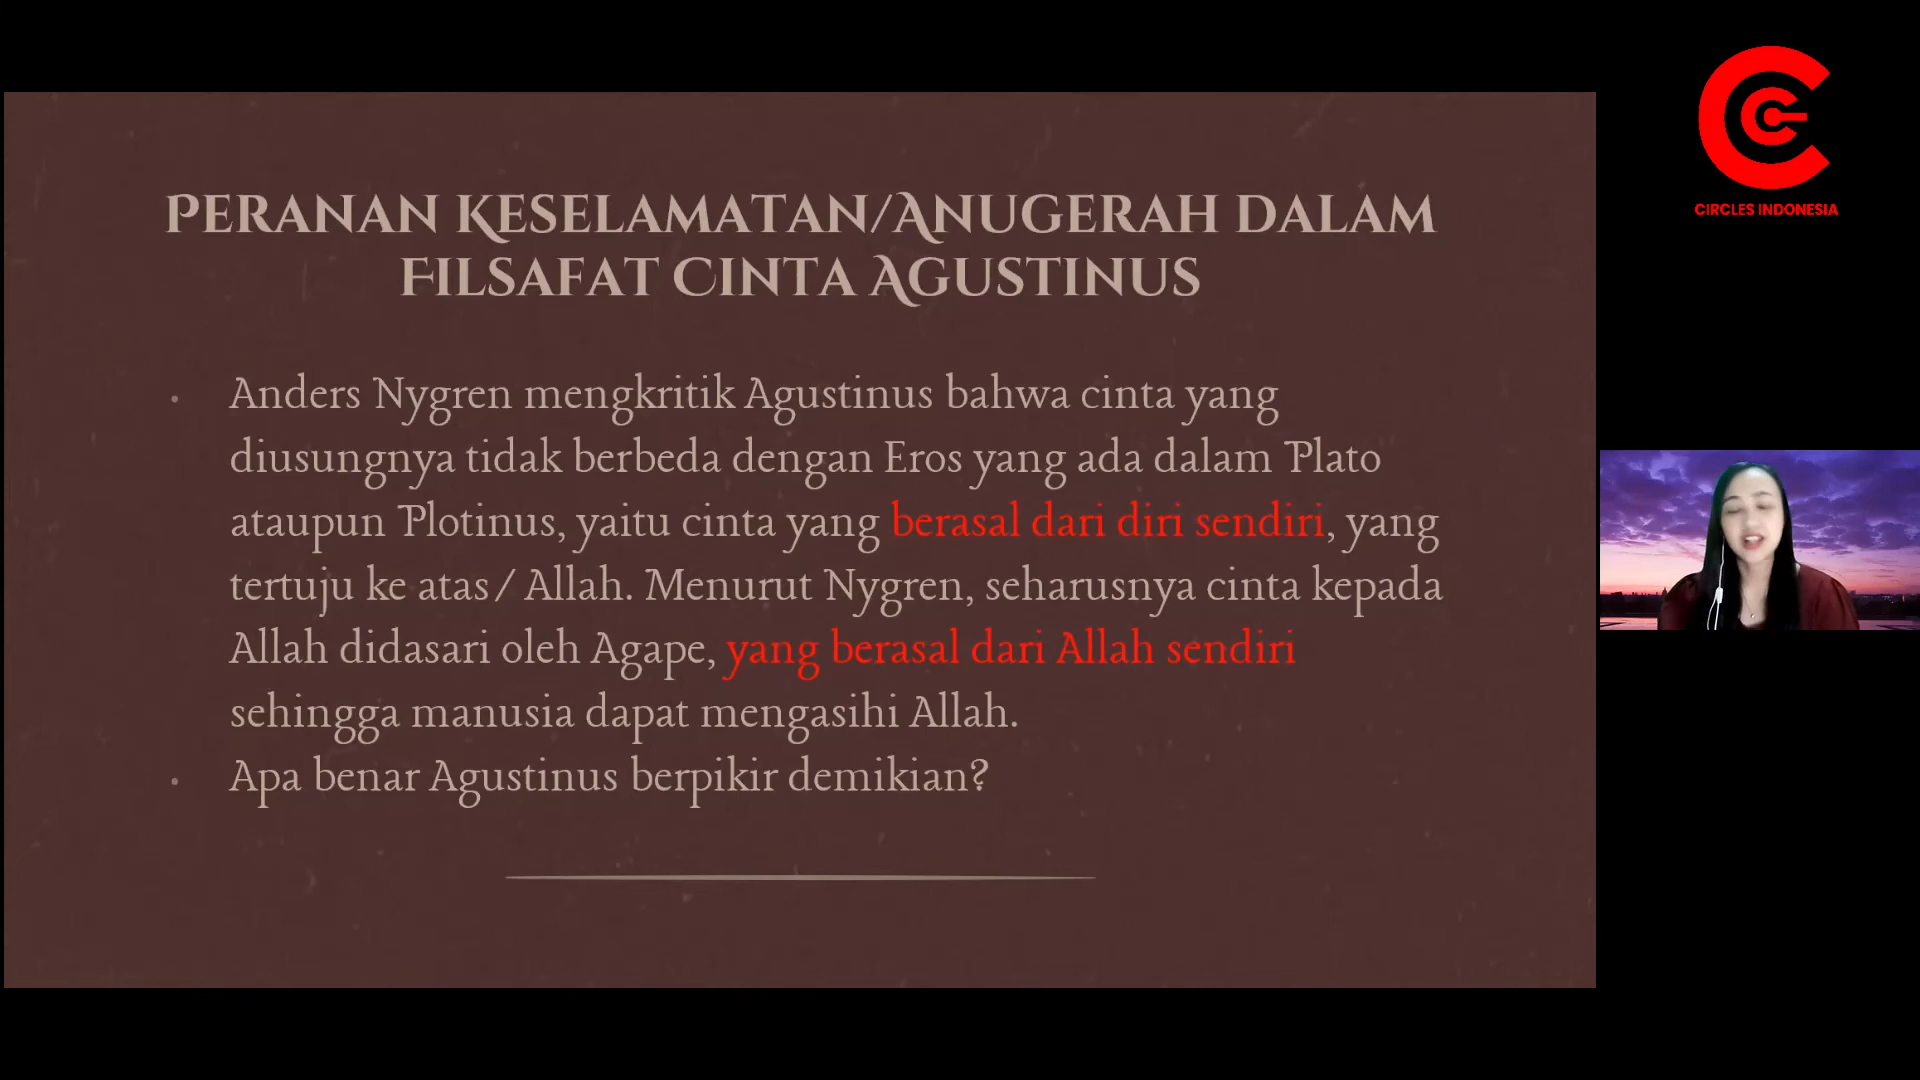 Peranan Keselamatan/Anugerah dalam
Filsafat Cinta Agustinus
• Anders Nygren mengkritik Agustinus bahwa cinta yang
diusungnya tidak berbeda dengan Eros yang ada dalam Plato
ataupun Plotinus, yaitu cinta yang berasal dari diri sendiri, yang
tertuju ke atas/ Allah. Menurut Nygren, seharusnya cinta kepada
Allah didasari oleh Agape, yang berasal dari Allah sendiri
sehingga manusia dapat mengasihi Allah.
• Apa benar Agustinus berpikir demikian?
CIRCLES INDONESIA